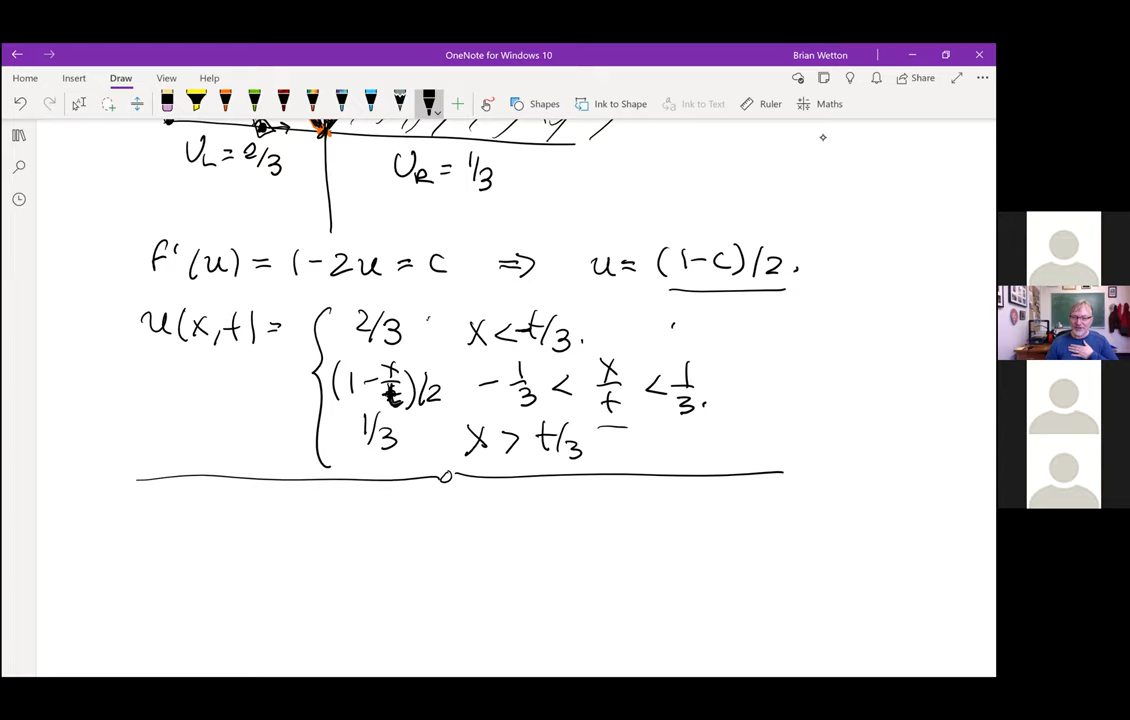 OneNote for Windows 10
Brian Wetton
Home Insert Draw View Help
Share
Shapes Ink to Shape Ink to Text Ruler Maths
U_L = 2/3
U_R = 1/3
f'(u) = 1-2u = c ⇒ u = (1-c)/2.
u(x,t) = { 2/3 x < -t/3.
(1 - x/t)/2 - 1/3 < x/t < 1/3.
1/3 x > t/3